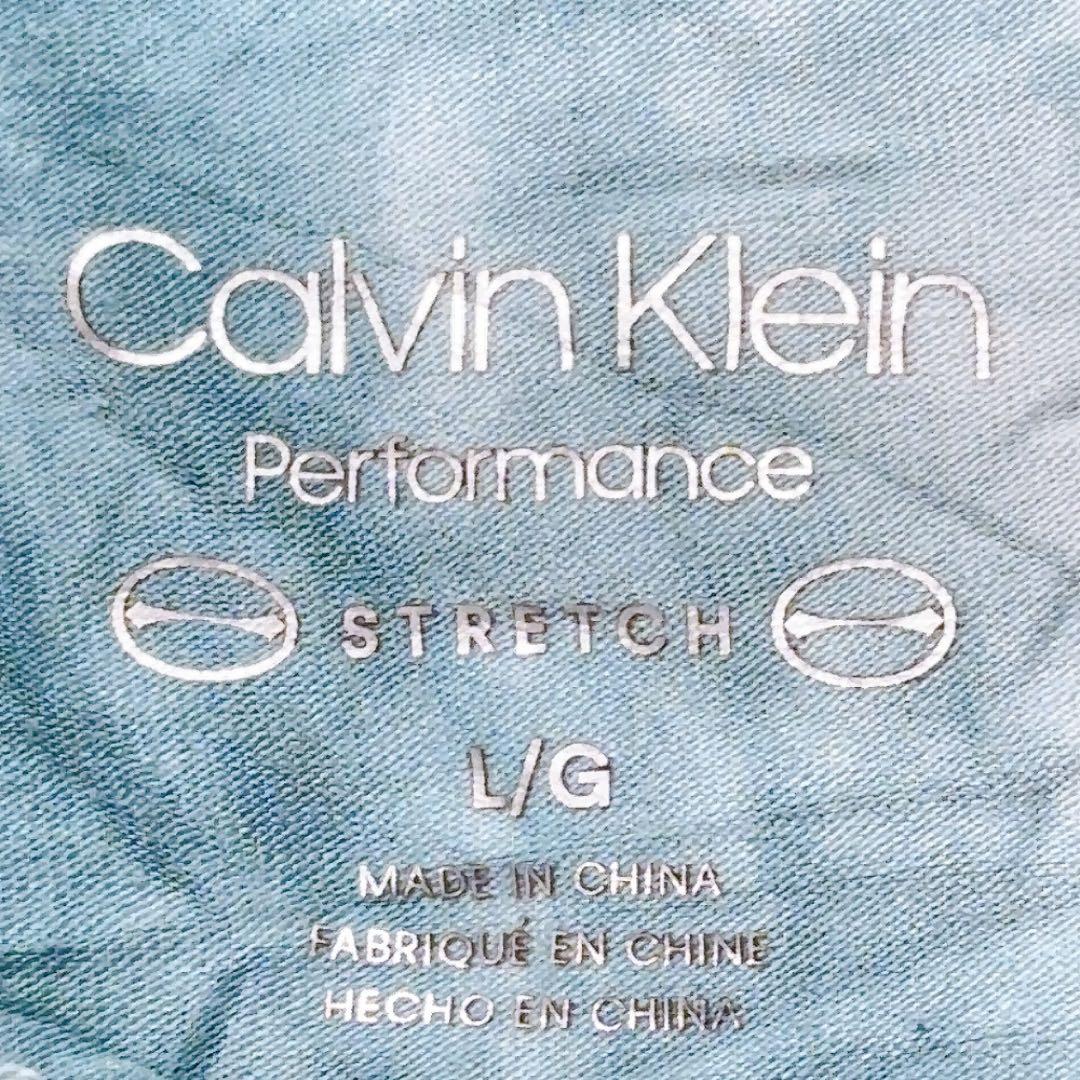 Calvin Klein
Performance
STRETCH
L/G
MADE IN CHINA
FABRIQUÉ EN CHINE
HECHO EN CHINA